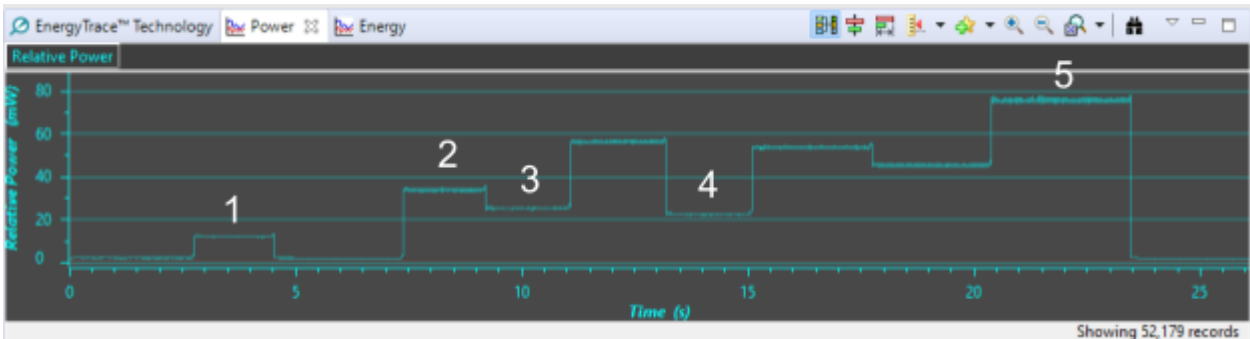 EnergyTrace™ Technology Power Energy
Relative Power
5
80
60
2
40
3
4
1
20
0
Relative Power (mW)
0 5 10 15 20 25
Time (s)
Showing 52,179 records